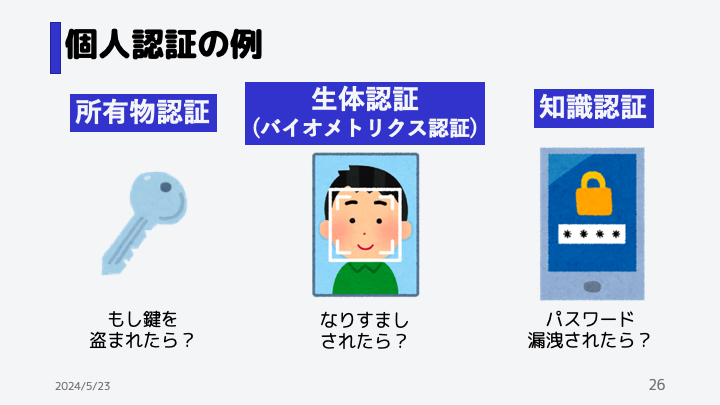 個人認証の例
所有物認証
生体認証
(バイオメトリクス認証)
知識認証
＊＊＊＊
もし鍵を
盗まれたら？
なりすまし
されたら？
パスワード
漏洩されたら？
2024/5/23
26